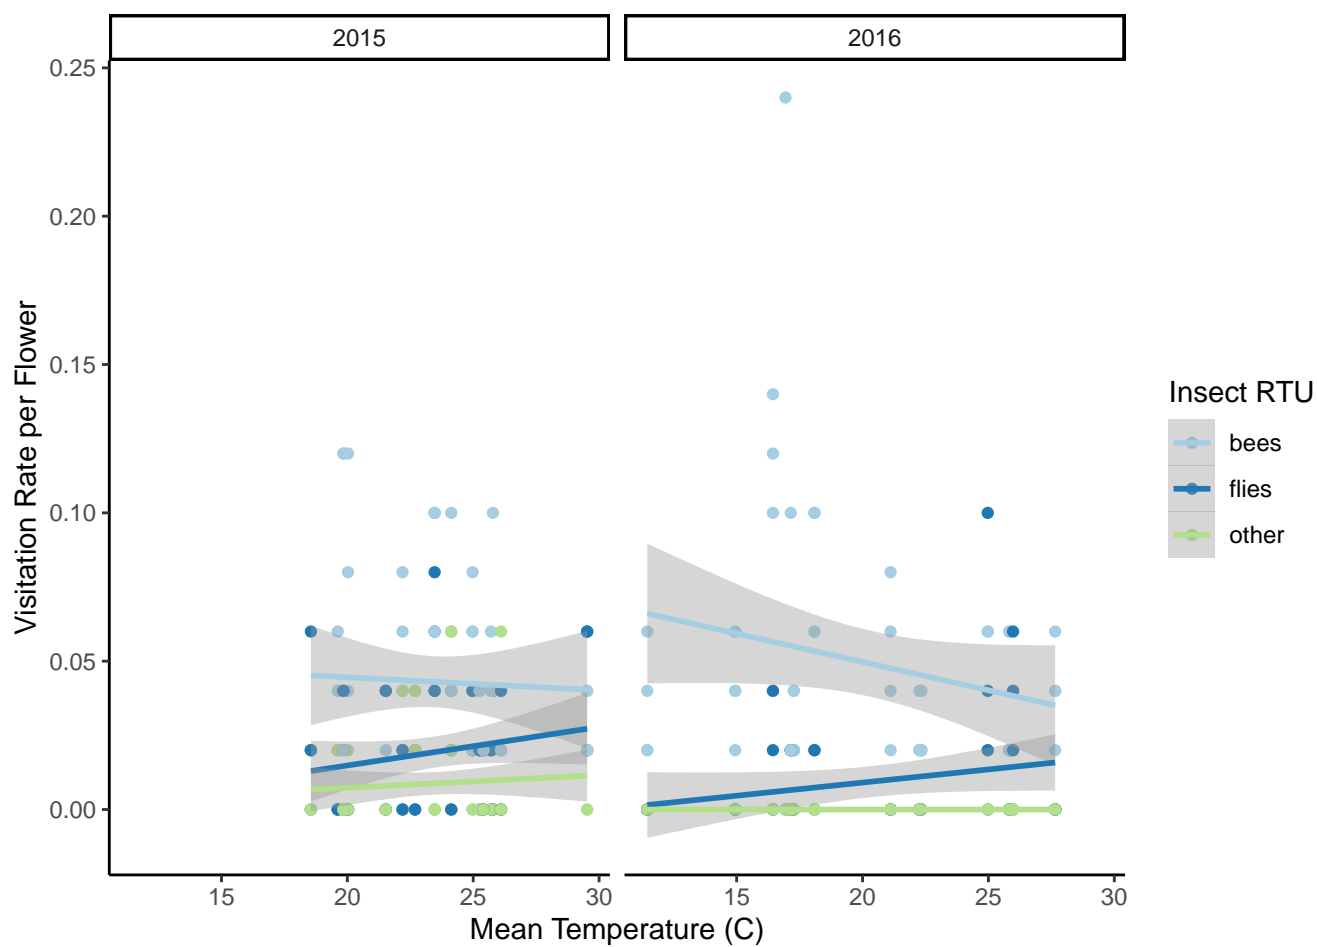 2015
2016
0.25
0.20
0.15
0.10
0.05
0.00
Visitation Rate per Flower
15
20
25
30
15
20
25
30
Mean Temperature (C)
Insect RTU
bees
flies
other